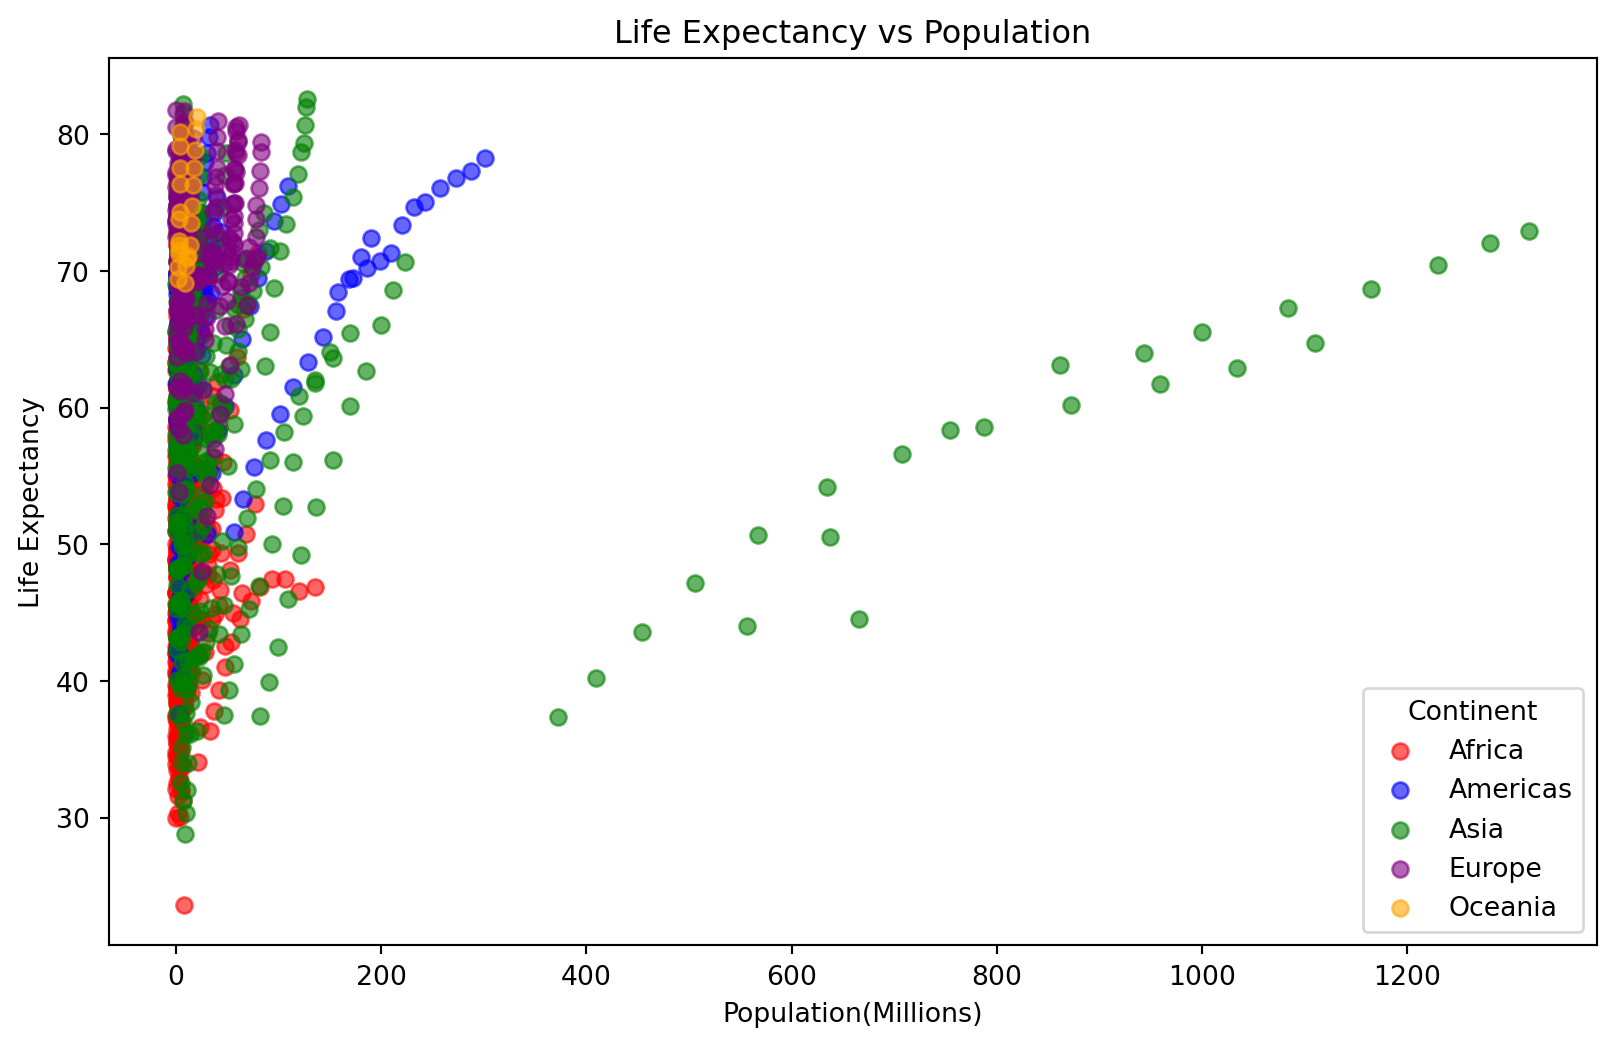 Life Expectancy vs Population
Life Expectancy
80
70
60
50
40
30
0
200
400
600
800
1000
1200
Population(Millions)
Continent
Africa
Americas
Asia
Europe
Oceania